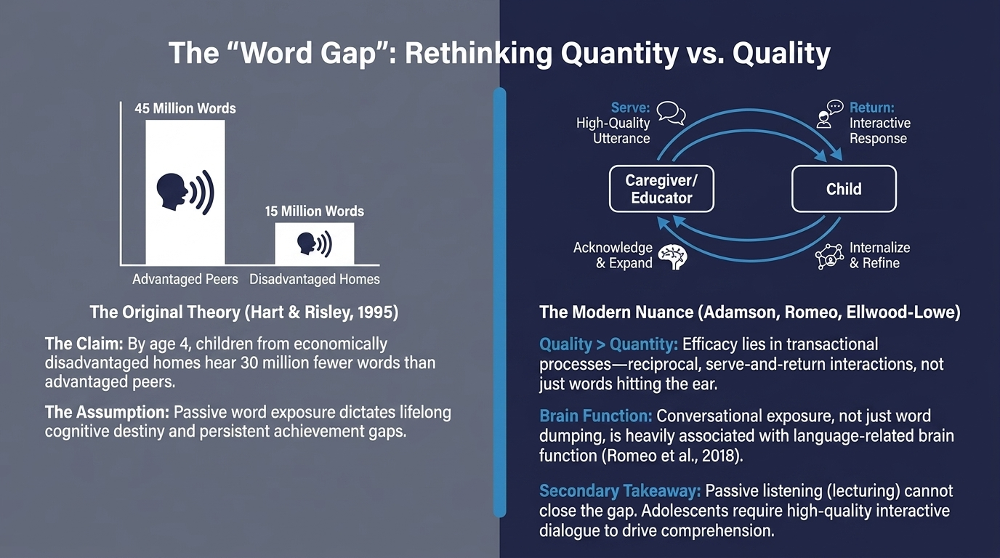 The “Word Gap”: Rethinking Quantity vs. Quality
45 Million Words
15 Million Words
Advantaged Peers
Disadvantaged Homes
The Original Theory (Hart & Risley, 1995)
The Claim: By age 4, children from economically
disadvantaged homes hear 30 million fewer words than
advantaged peers.
The Assumption: Passive word exposure dictates lifelong
cognitive destiny and persistent achievement gaps.
Serve:
High-Quality
Utterance
Return:
Interactive
Response
Caregiver/
Educator
Child
Acknowledge
& Expand
Internalize
& Refine
The Modern Nuance (Adamson, Romeo, Ellwood-Lowe)
Quality > Quantity: Efficacy lies in transactional
processes—reciprocal, serve-and-return interactions, not
just words hitting the ear.
Brain Function: Conversational exposure, not just word
dumping, is heavily associated with language-related brain
function (Romeo et al., 2018).
Secondary Takeaway: Passive listening (lecturing) cannot
close the gap. Adolescents require high-quality interactive
dialogue to drive comprehension.